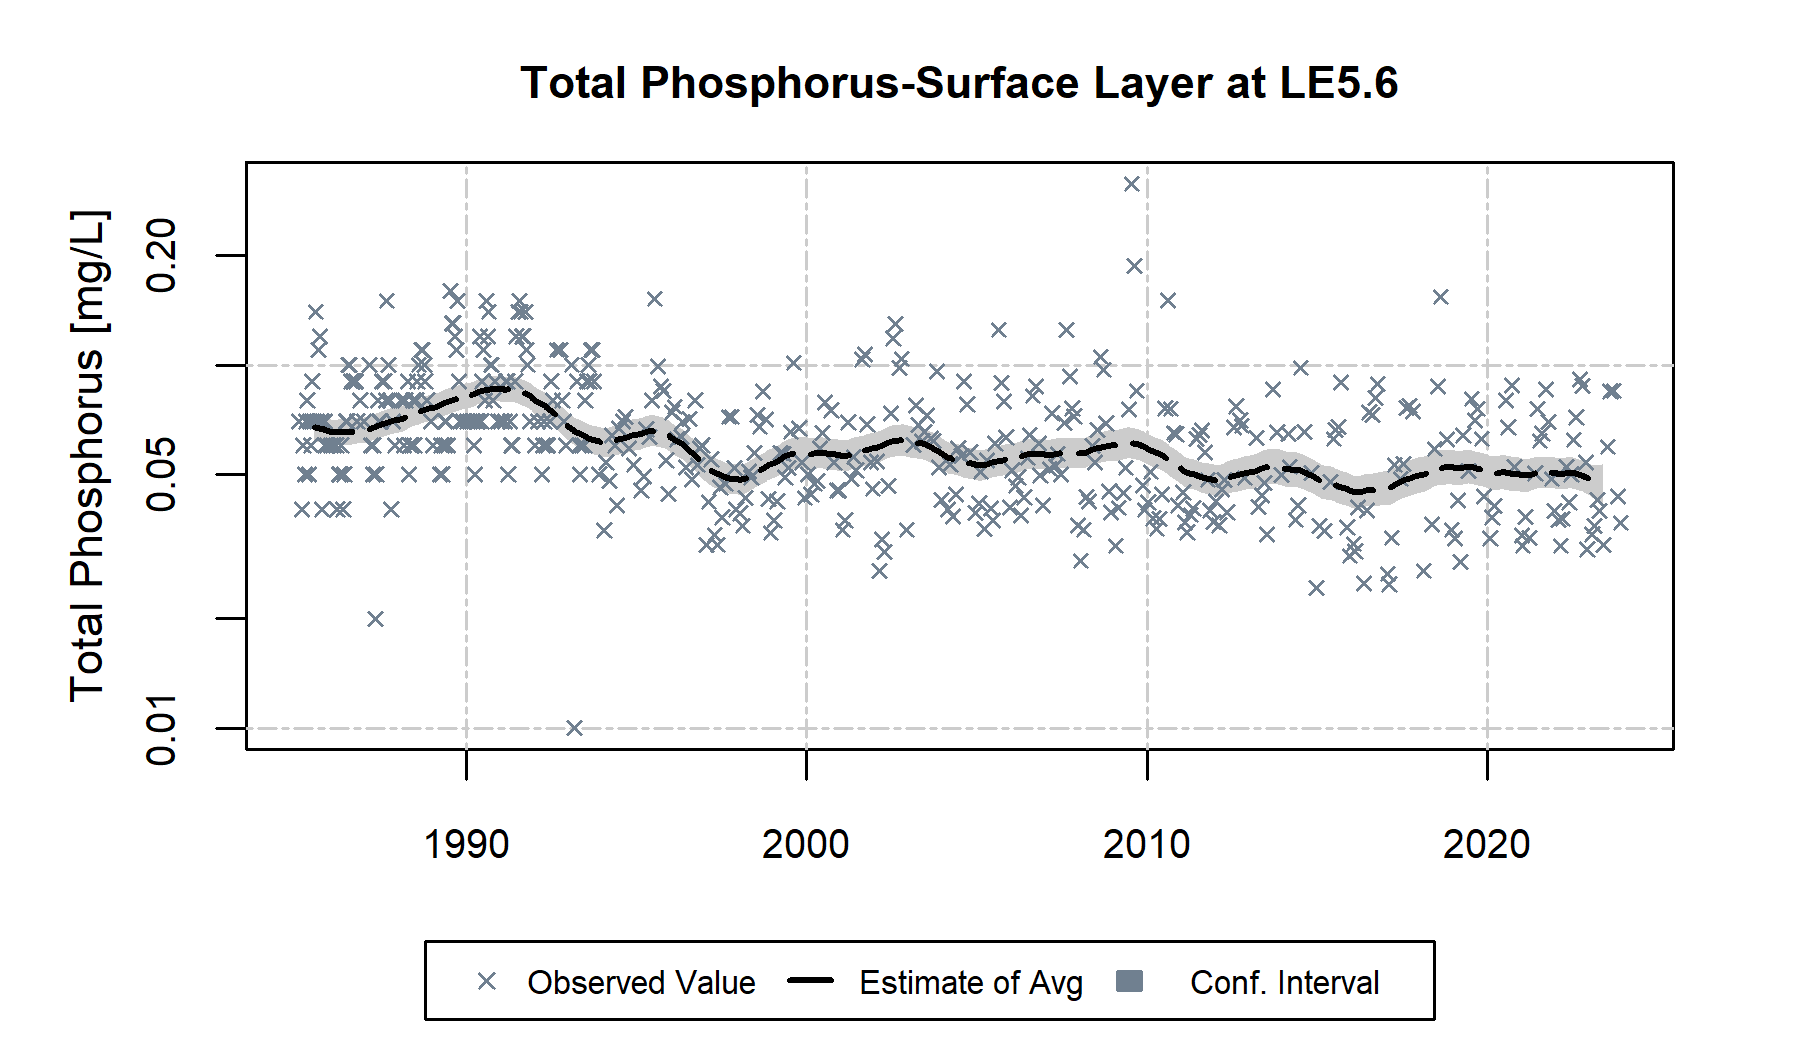 Total Phosphorus-Surface Layer at LE5.6
Total Phosphorus [mg/L]
0.20
0.05
0.01
1990 2000 2010 2020
Observed Value Estimate of Avg Conf. Interval